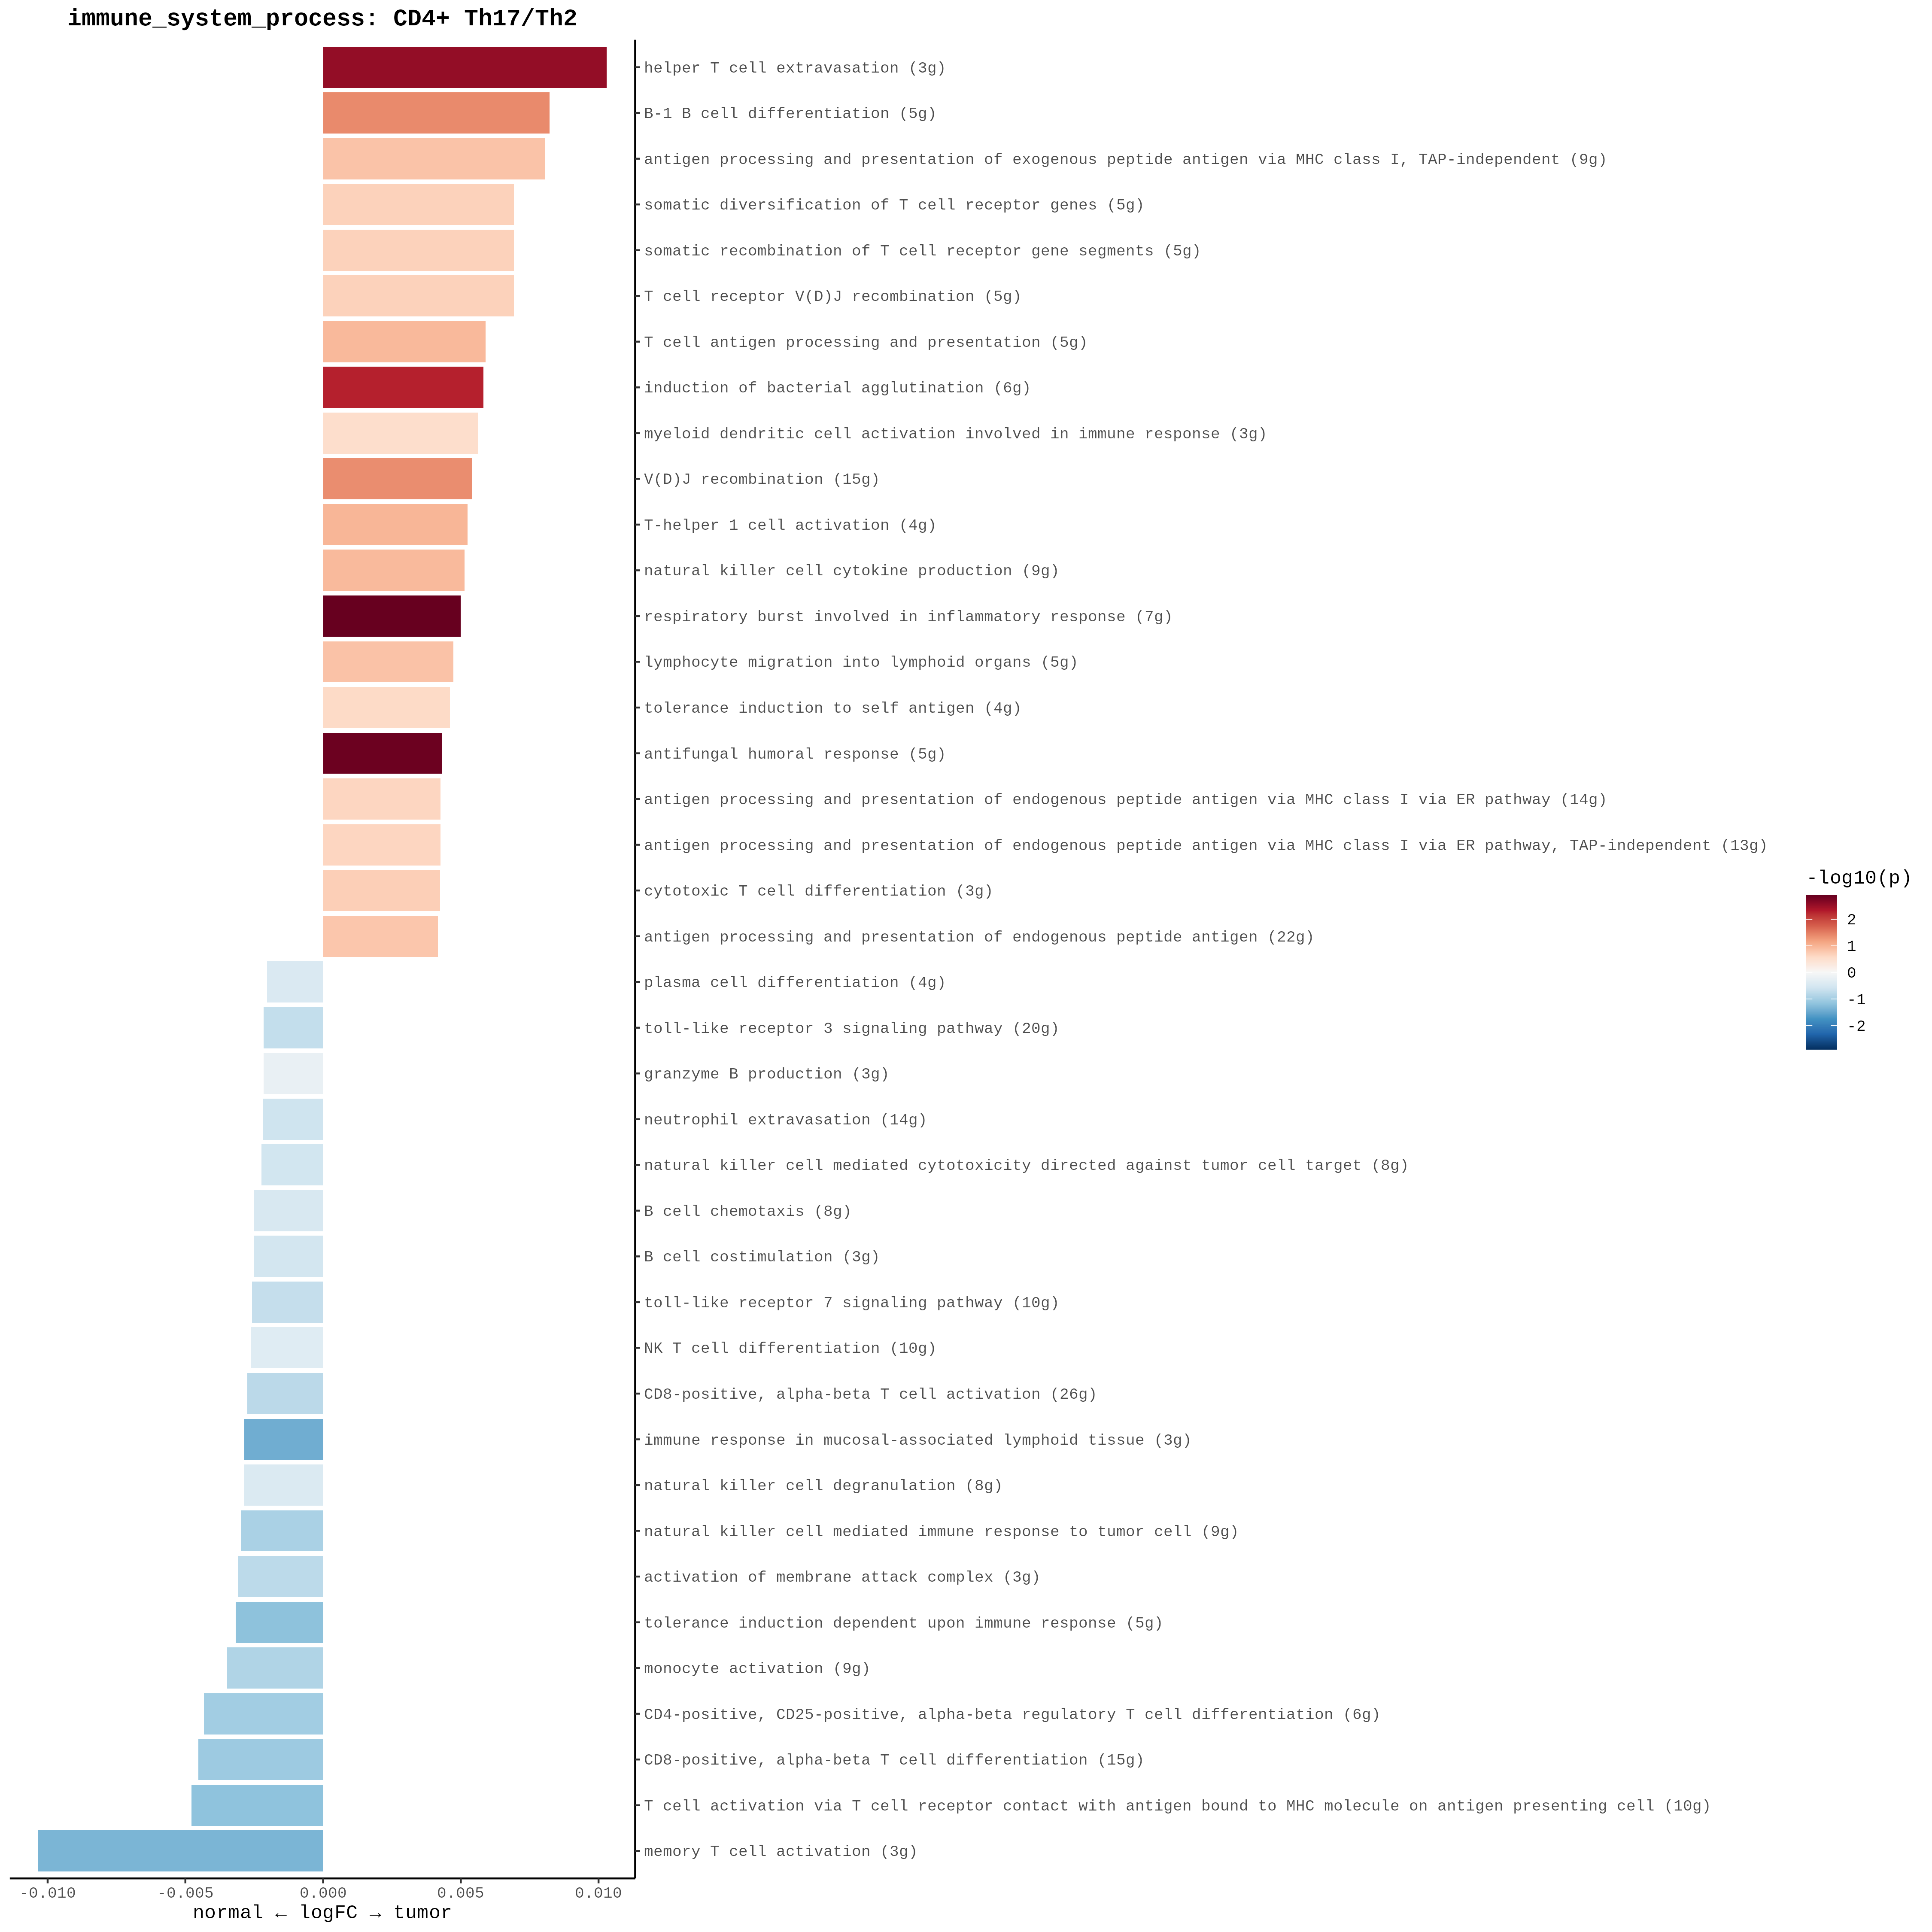 immune_system_process: CD4+ Th17/Th2
helper T cell extravasation (3g)
B-1 B cell differentiation (5g)
antigen processing and presentation of exogenous peptide antigen via MHC class I, TAP-independent (9g)
somatic diversification of T cell receptor genes (5g)
somatic recombination of T cell receptor gene segments (5g)
T cell receptor V(D)J recombination (5g)
T cell antigen processing and presentation (5g)
induction of bacterial agglutination (6g)
myeloid dendritic cell activation involved in immune response (3g)
V(D)J recombination (15g)
T-helper 1 cell activation (4g)
natural killer cell cytokine production (9g)
respiratory burst involved in inflammatory response (7g)
lymphocyte migration into lymphoid organs (5g)
tolerance induction to self antigen (4g)
antifungal humoral response (5g)
antigen processing and presentation of endogenous peptide antigen via MHC class I via ER pathway (14g)
antigen processing and presentation of endogenous peptide antigen via MHC class I via ER pathway, TAP-independent (13g)
cytotoxic T cell differentiation (3g)
antigen processing and presentation of endogenous peptide antigen (22g)
plasma cell differentiation (4g)
toll-like receptor 3 signaling pathway (20g)
granzyme B production (3g)
neutrophil extravasation (14g)
natural killer cell mediated cytotoxicity directed against tumor cell target (8g)
B cell chemotaxis (8g)
B cell costimulation (3g)
toll-like receptor 7 signaling pathway (10g)
NK T cell differentiation (10g)
CD8-positive, alpha-beta T cell activation (26g)
immune response in mucosal-associated lymphoid tissue (3g)
natural killer cell degranulation (8g)
natural killer cell mediated immune response to tumor cell (9g)
activation of membrane attack complex (3g)
tolerance induction dependent upon immune response (5g)
monocyte activation (9g)
CD4-positive, CD25-positive, alpha-beta regulatory T cell differentiation (6g)
CD8-positive, alpha-beta T cell differentiation (15g)
T cell activation via T cell receptor contact with antigen bound to MHC molecule on antigen presenting cell (10g)
memory T cell activation (3g)
-0.010 -0.005 0.000 0.005 0.010
normal ← logFC → tumor
-log10(p)
2
1
0
-1
-2